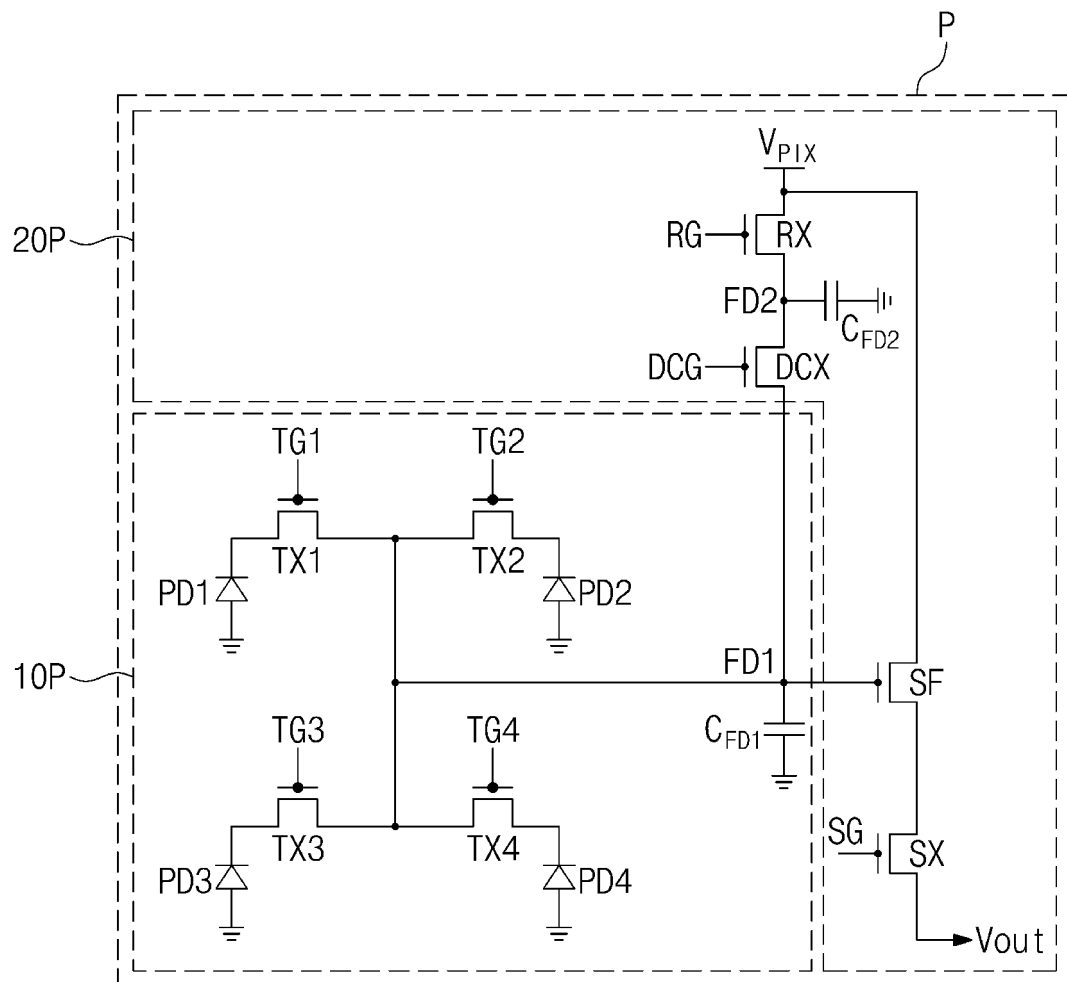 P
V_PIX
20P
RG
RX
FD2
C_FD2
DCG
DCX
TG1
TG2
TX1
TX2
PD1
PD2
10P
FD1
SF
C_FD1
TG3
TG4
TX3
TX4
SG
SX
PD3
PD4
Vout